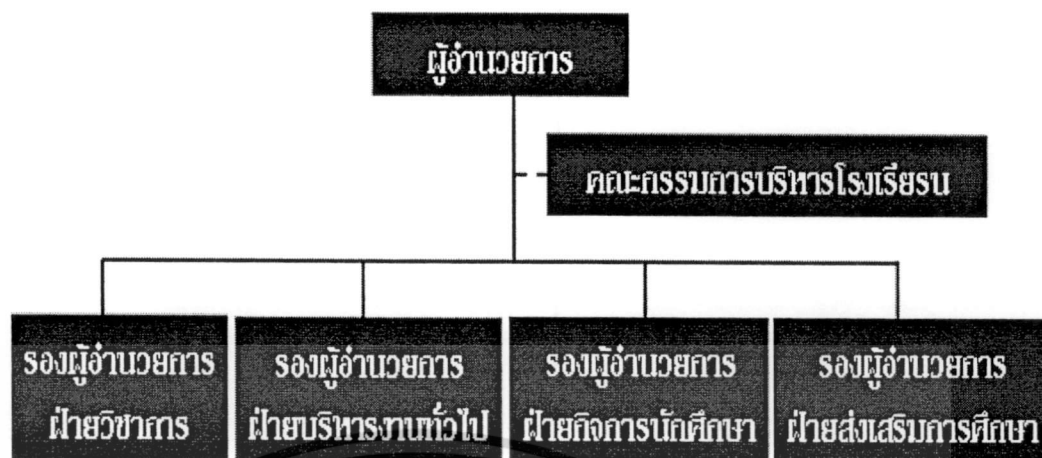 ผู้อำนวยการ
คณะกรรมการบริหารโรงเรียรน
รองผู้อำนวยการ
ฝ่ายวิชาการ
รองผู้อำนวยการ
ฝ่ายบริหารงานทั่วไป
รองผู้อำนวยการ
ฝ่ายกิจการนักศึกษา
รองผู้อำนวยการ
ฝ่ายส่งเสริมการศึกษา